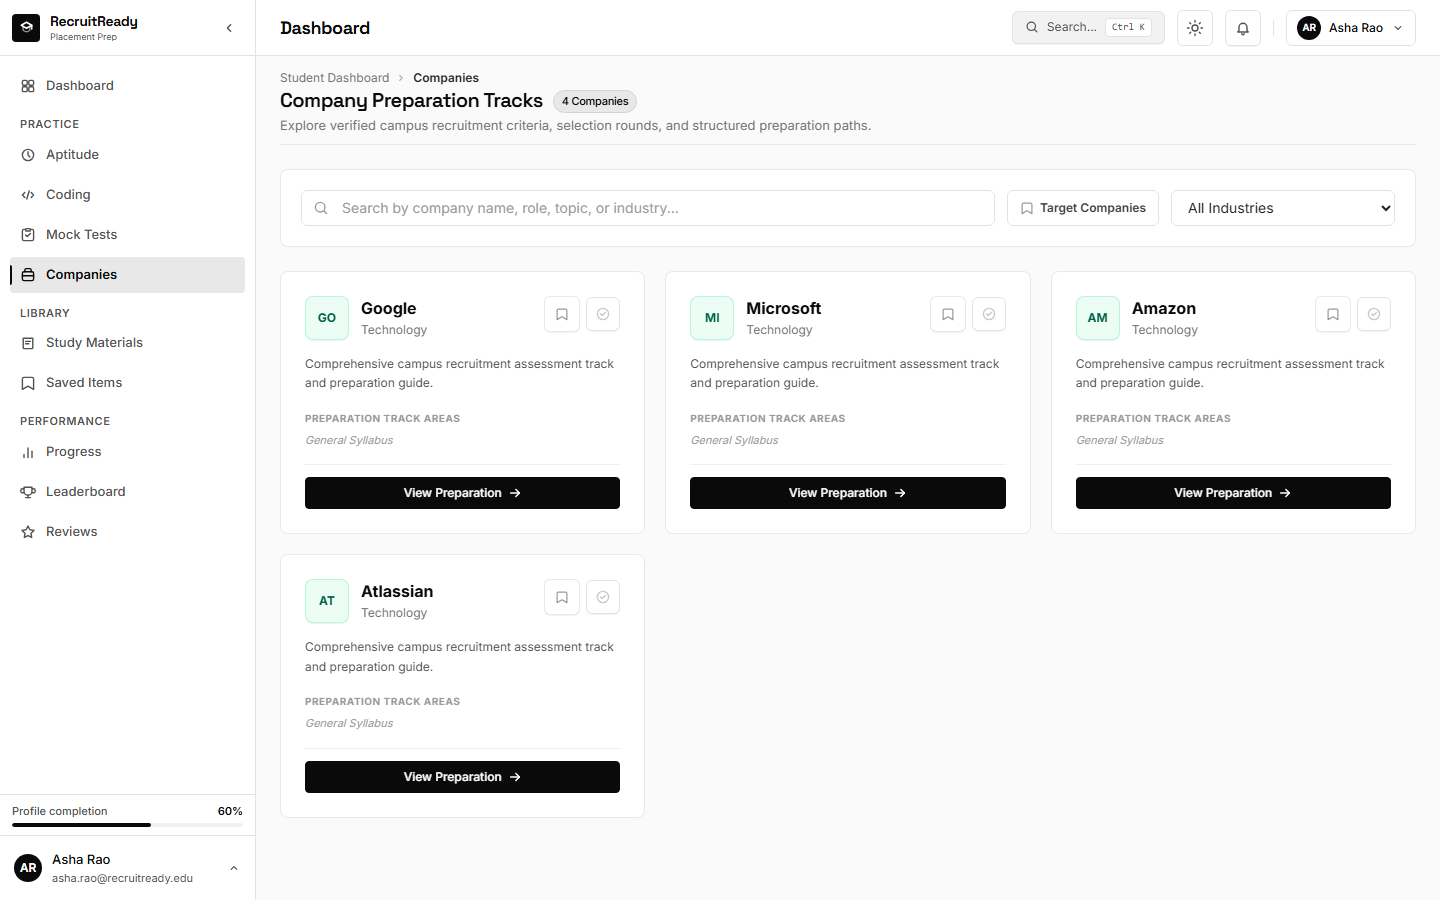 RecruitReady
Placement Prep
Dashboard
PRACTICE
Aptitude
Coding
Mock Tests
Companies
LIBRARY
Study Materials
Saved Items
PERFORMANCE
Progress
Leaderboard
Reviews
Profile completion 60%
AR Asha Rao
asha.rao@recruitready.edu
Dashboard
Search... Ctrl K
AR Asha Rao
Student Dashboard > Companies
Company Preparation Tracks 4 Companies
Explore verified campus recruitment criteria, selection rounds, and structured preparation paths.
Search by company name, role, topic, or industry...
Target Companies
All Industries
GO Google
Technology
Comprehensive campus recruitment assessment track
and preparation guide.
PREPARATION TRACK AREAS
General Syllabus
View Preparation →
MI Microsoft
Technology
Comprehensive campus recruitment assessment track
and preparation guide.
PREPARATION TRACK AREAS
General Syllabus
View Preparation →
AM Amazon
Technology
Comprehensive campus recruitment assessment track
and preparation guide.
PREPARATION TRACK AREAS
General Syllabus
View Preparation →
AT Atlassian
Technology
Comprehensive campus recruitment assessment track
and preparation guide.
PREPARATION TRACK AREAS
General Syllabus
View Preparation →